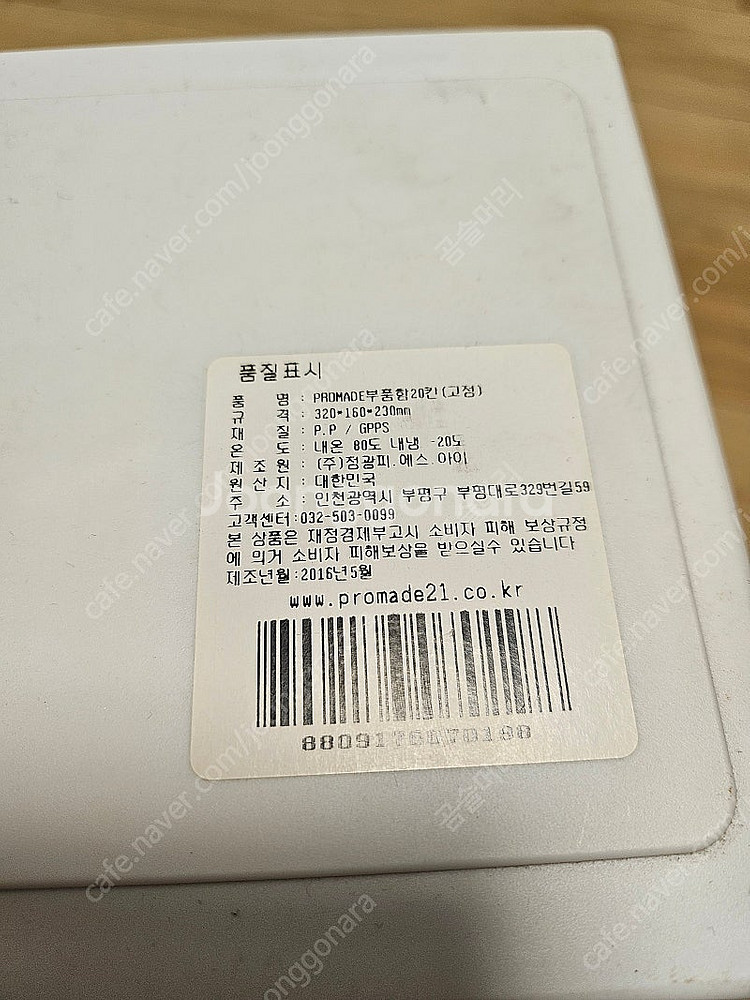 품질표시
품 명 : PROMADE부품함20칸(고정)
규 격 : 320*160*230mm
재 질 : P.P / GPPS
온 도 : 내온 80도 내냉 -20도
제 조 원 : (주)정광피.에스.아이
원 산 지 : 대한민국
주 소 : 인천광역시 부평구 부평대로329번길59
고객센터:032-503-0099
본 상품은 재정경제부고시 소비자 피해 보상규정
에 의거 소비자 피해보상을 받으실수 있습니다
제조년월:2016년5월
www.promade21.co.kr
cafe.naver.com/joonggonara
곰슬머리